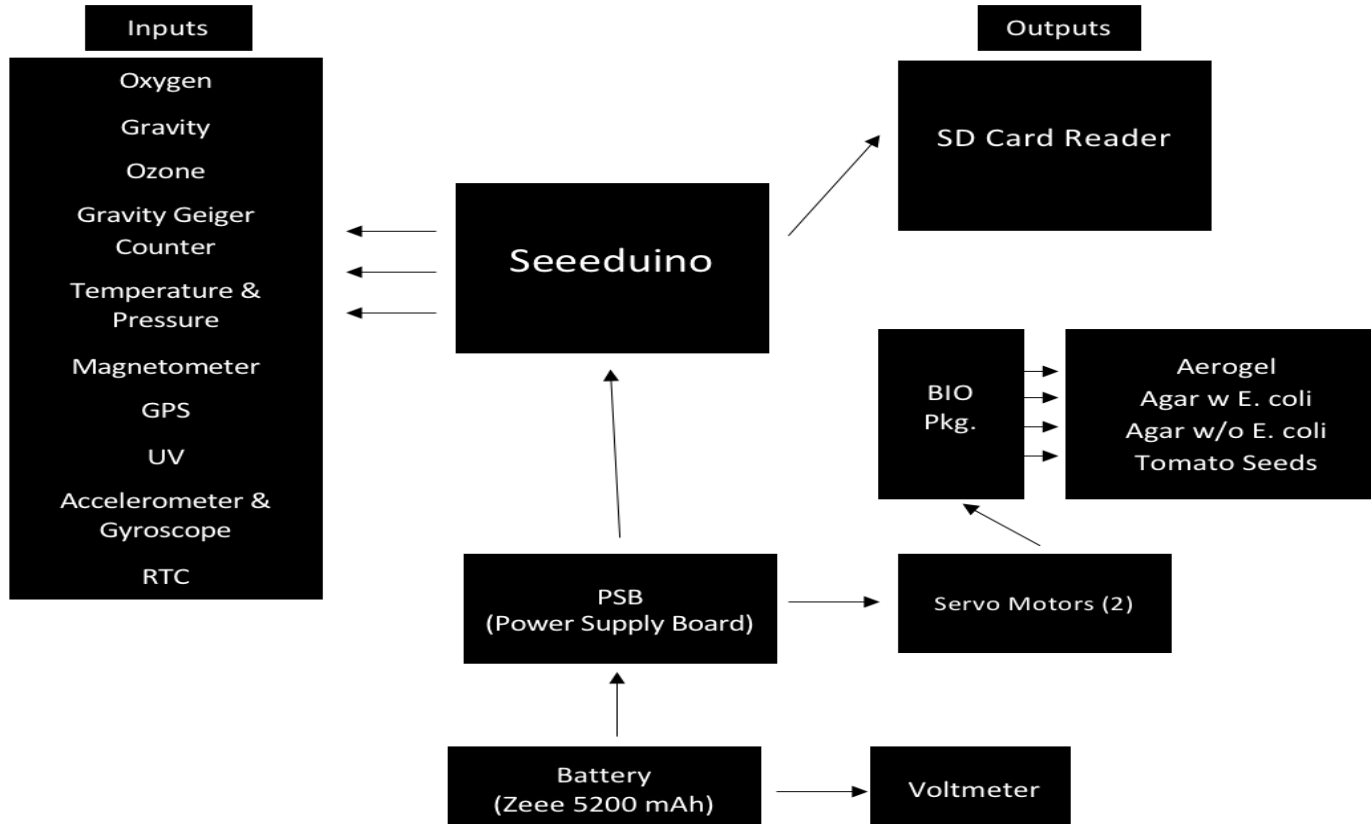 Inputs
Oxygen
Gravity
Ozone
Gravity Geiger
Counter
Temperature &
Pressure
Magnetometer
GPS
UV
Accelerometer &
Gyroscope
RTC
Seeeduino
PSB
(Power Supply Board)
Battery
(Zeee 5200 mAh)
Outputs
SD Card Reader
BIO
Pkg.
Aerogel
Agar w E. coli
Agar w/o E. coli
Tomato Seeds
Servo Motors (2)
Voltmeter